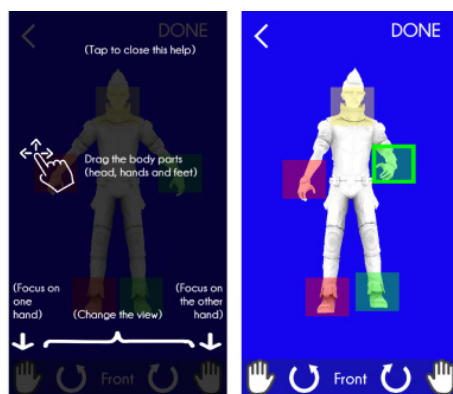 DONE
(Tap to close this help)
Drag the body parts
(head, hands and feet)
(Focus on
one
hand)
(Change the view)
(Focus on
the other
hand)
Front
DONE
Front